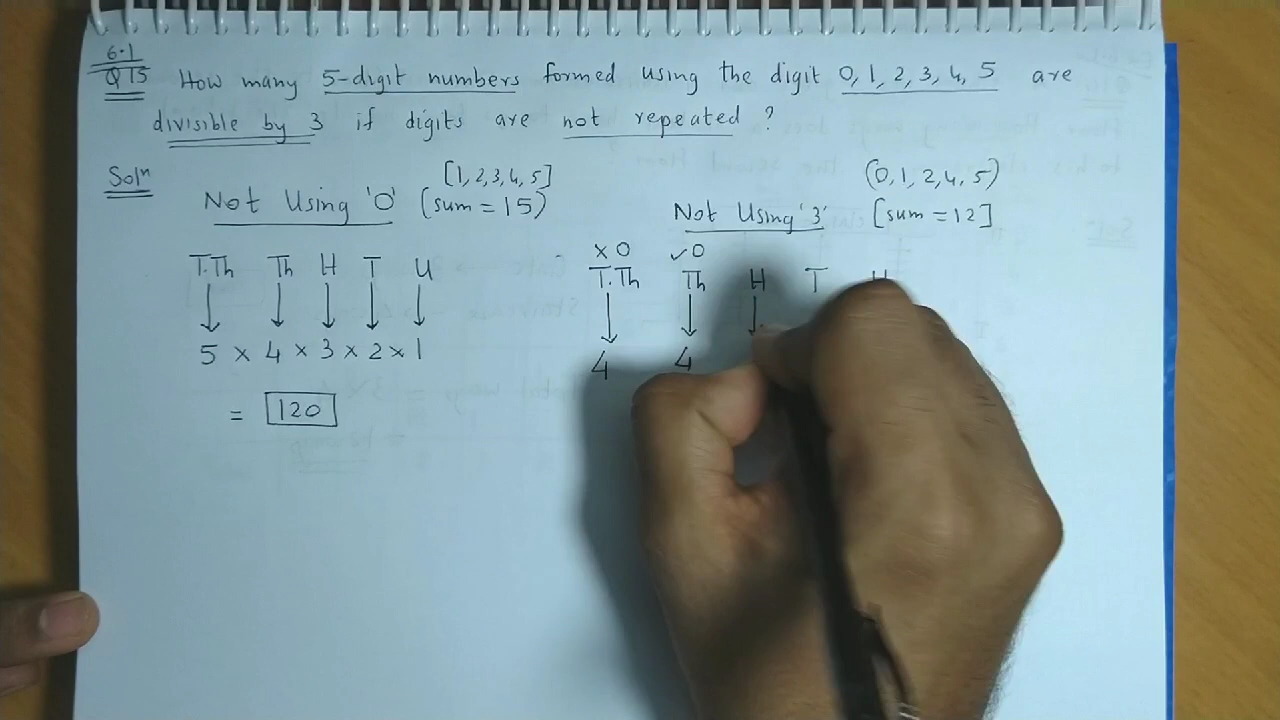 6.1
Q 15 How many 5-digit numbers formed using the digit 0, 1, 2, 3, 4, 5 are
divisible by 3 if digits are not repeated ?
Solⁿ
Not Using '0' [1, 2, 3, 4, 5]
(sum = 15)
T.Th Th H T U
5 × 4 × 3 × 2 × 1
= 120
Not Using '3' (0, 1, 2, 4, 5)
[sum = 12]
× 0 ✓ 0
T.Th Th H T
4 4